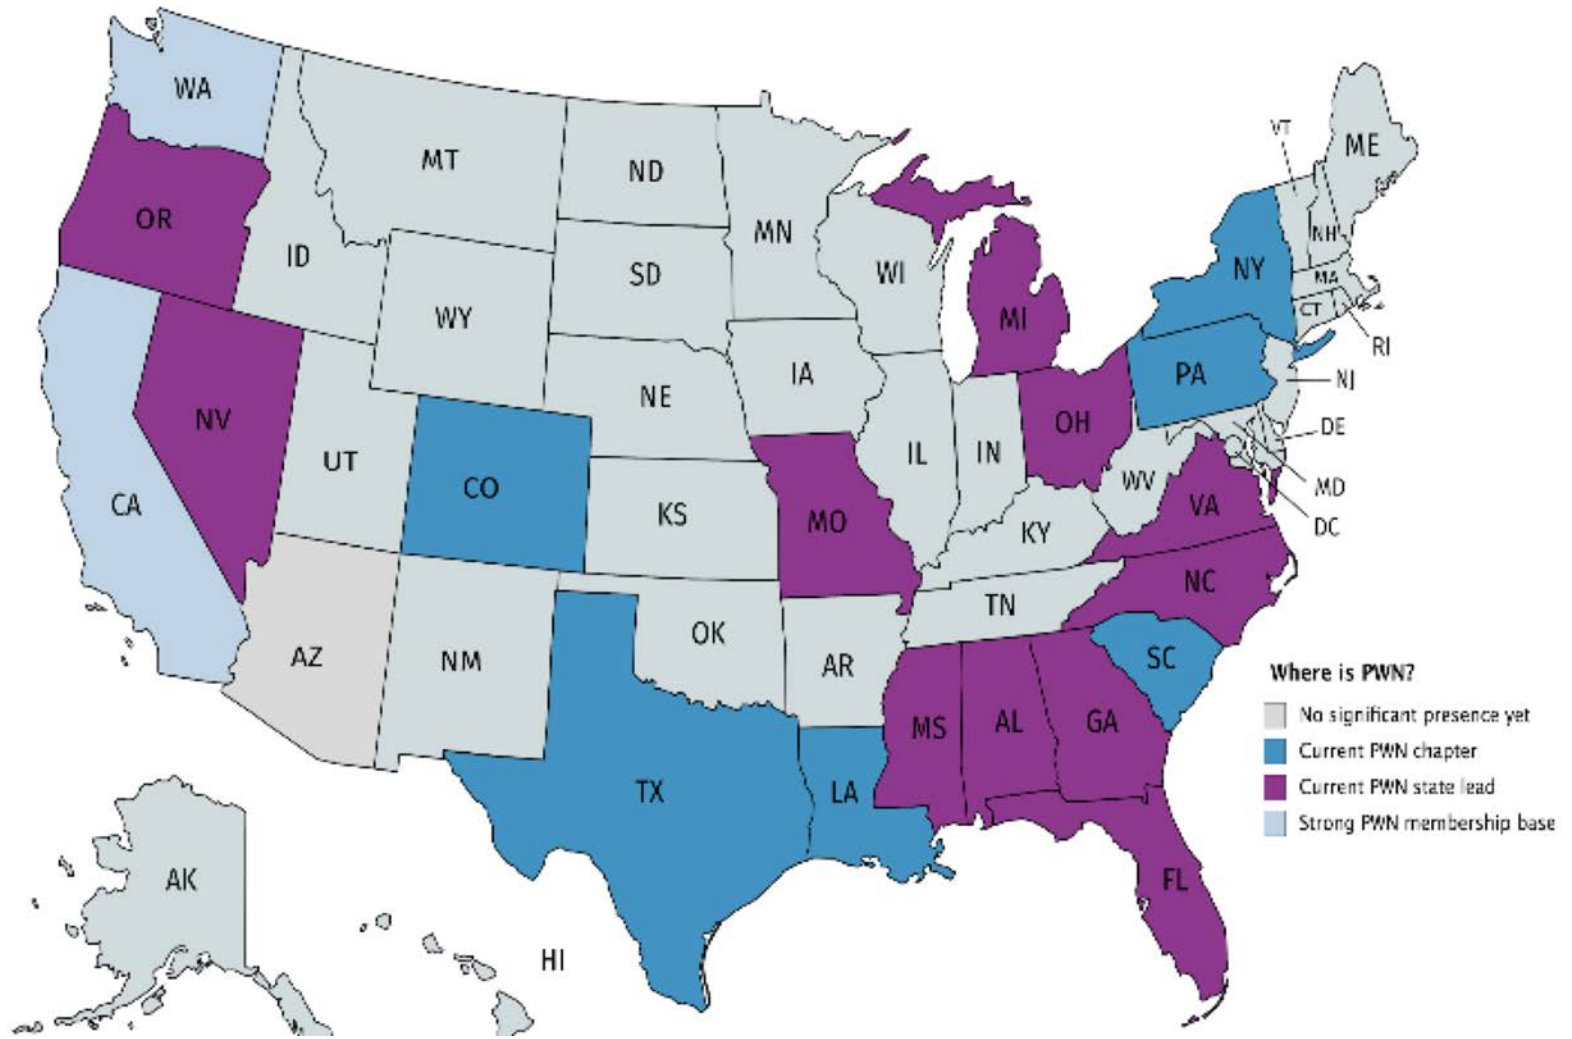 WA
VT
ME
MT
ND
OR
MN
NH
ID
SD
WI
NY
MA
WY
CT
MI
RI
IA
PA
NJ
NE
NV
OH
DE
UT
IL
IN
CO
WV
MD
CA
KS
MO
VA
DC
KY
NC
TN
OK
AZ
NM
AR
SC
Where is PWN?
MS
AL
GA
No significant presence yet
Current PWN chapter
TX
LA
Current PWN state lead
Strong PWN membership base
AK
FL
HI